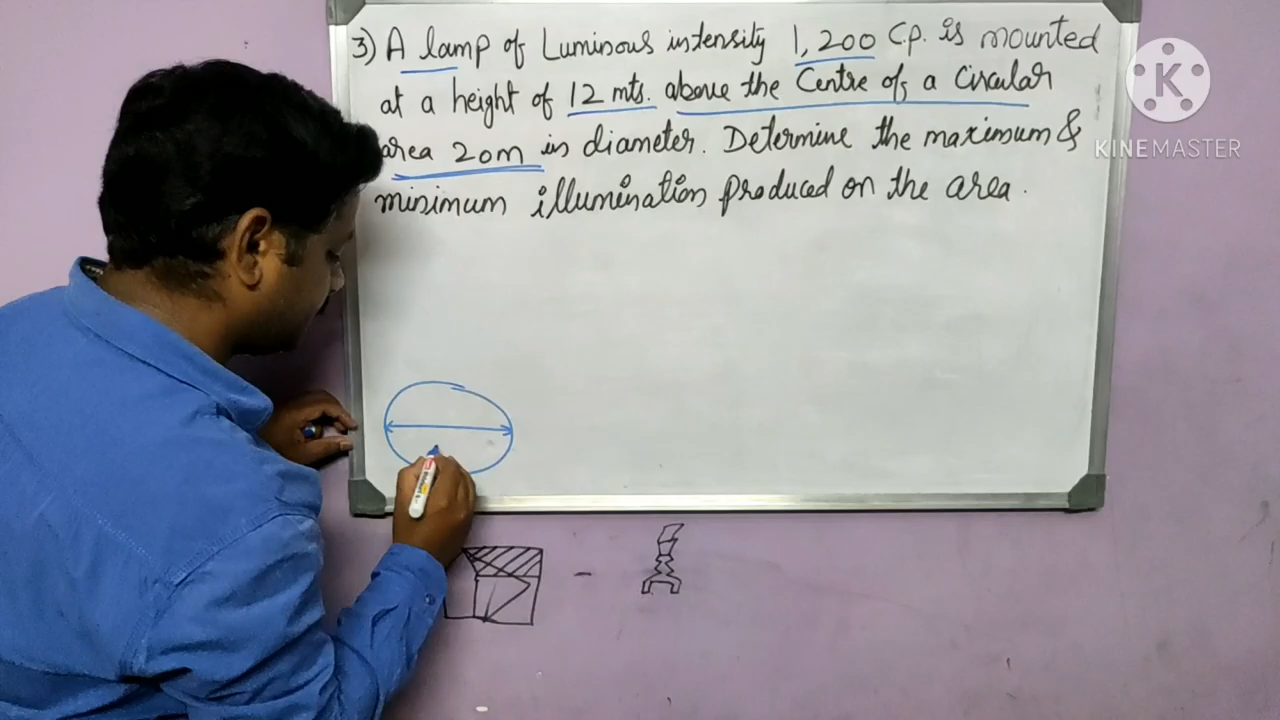 3) A lamp of Luminous intensity 1,200 C.P. is mounted
at a height of 12 mts. above the Centre of a Circular
area 20m in diameter. Determine the maximum &
minimum illumination produced on the area.
K
KINEMASTER